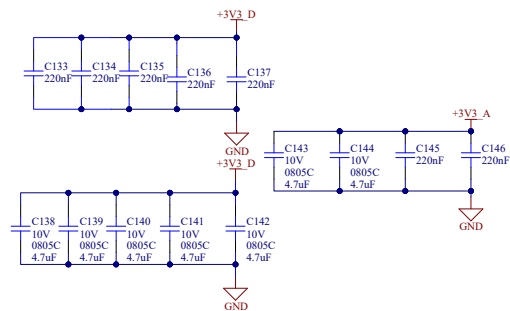 +3V3_D
C133
220nF
C134
220nF
C135
220nF
C136
220nF
C137
220nF
GND
+3V3_D
C138
10V
0805C
4.7uF
C139
10V
0805C
4.7uF
C140
10V
0805C
4.7uF
C141
10V
0805C
4.7uF
C142
10V
0805C
4.7uF
GND
+3V3_A
C143
10V
0805C
4.7uF
C144
10V
0805C
4.7uF
C145
220nF
C146
220nF
GND